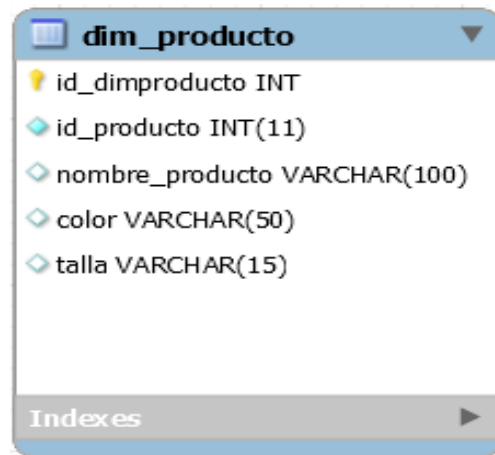 dim_producto
id_dimproducto INT
id_producto INT(11)
nombre_producto VARCHAR(100)
color VARCHAR(50)
talla VARCHAR(15)
Indexes